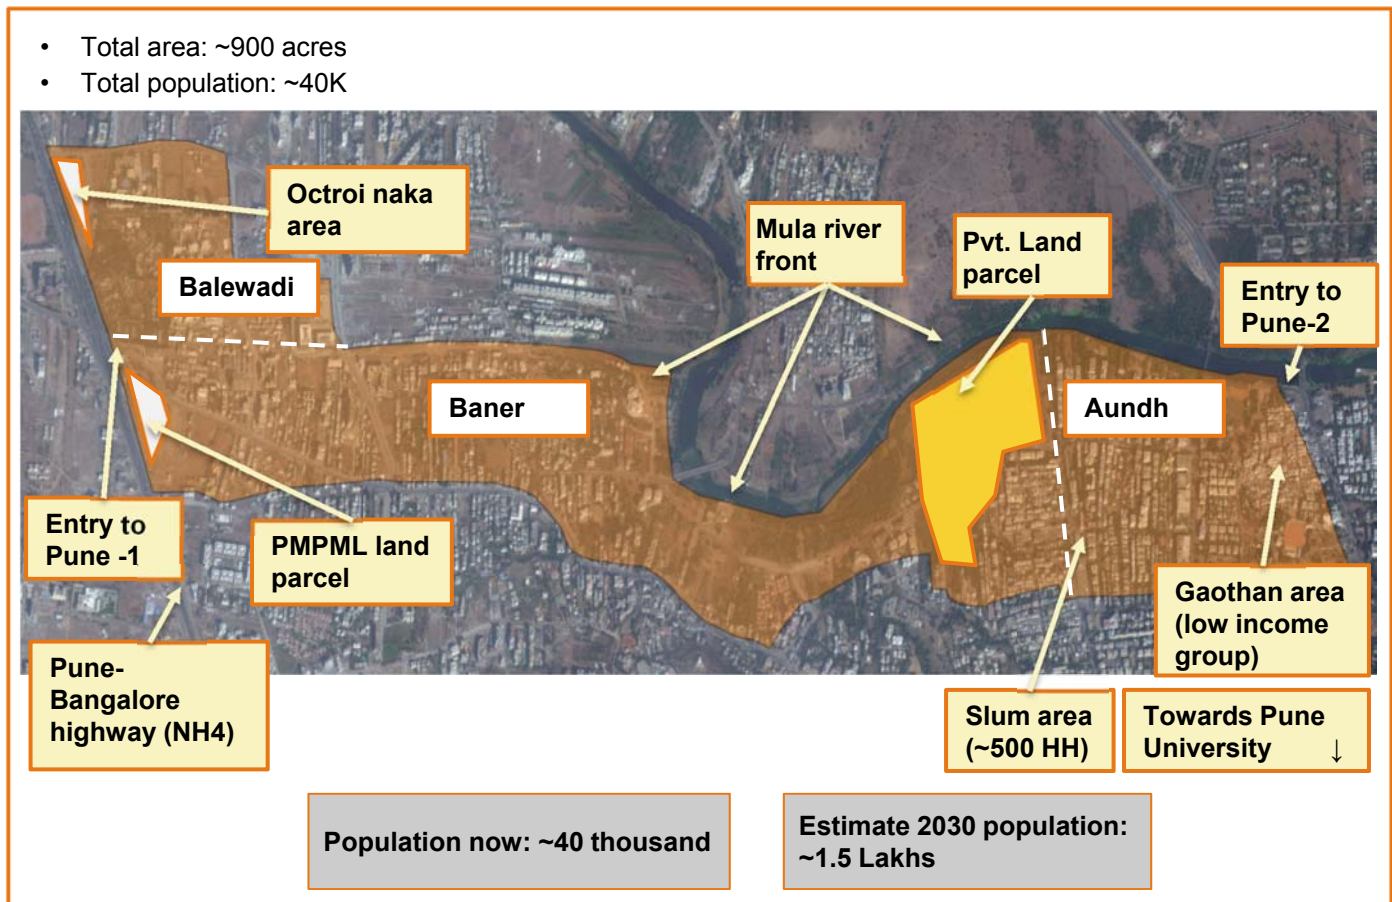 • Total area: ~900 acres
• Total population: ~40K
Octroi naka
area
Mula river
front
Pvt. Land
parcel
Entry to
Pune-2
Balewadi
Baner
Aundh
Entry to
Pune -1
PMPML land
parcel
Gaothan area
(low income
group)
Pune-
Bangalore
highway (NH4)
Slum area
(~500 HH)
Towards Pune
University ↓
Population now: ~40 thousand
Estimate 2030 population:
~1.5 Lakhs